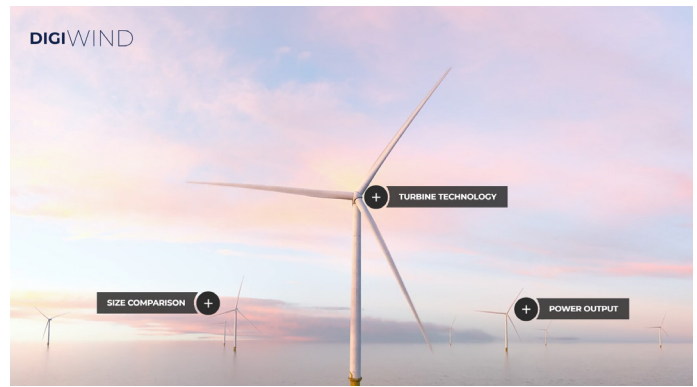 DIGIWIND
+ TURBINE TECHNOLOGY
SIZE COMPARISON +
+ POWER OUTPUT